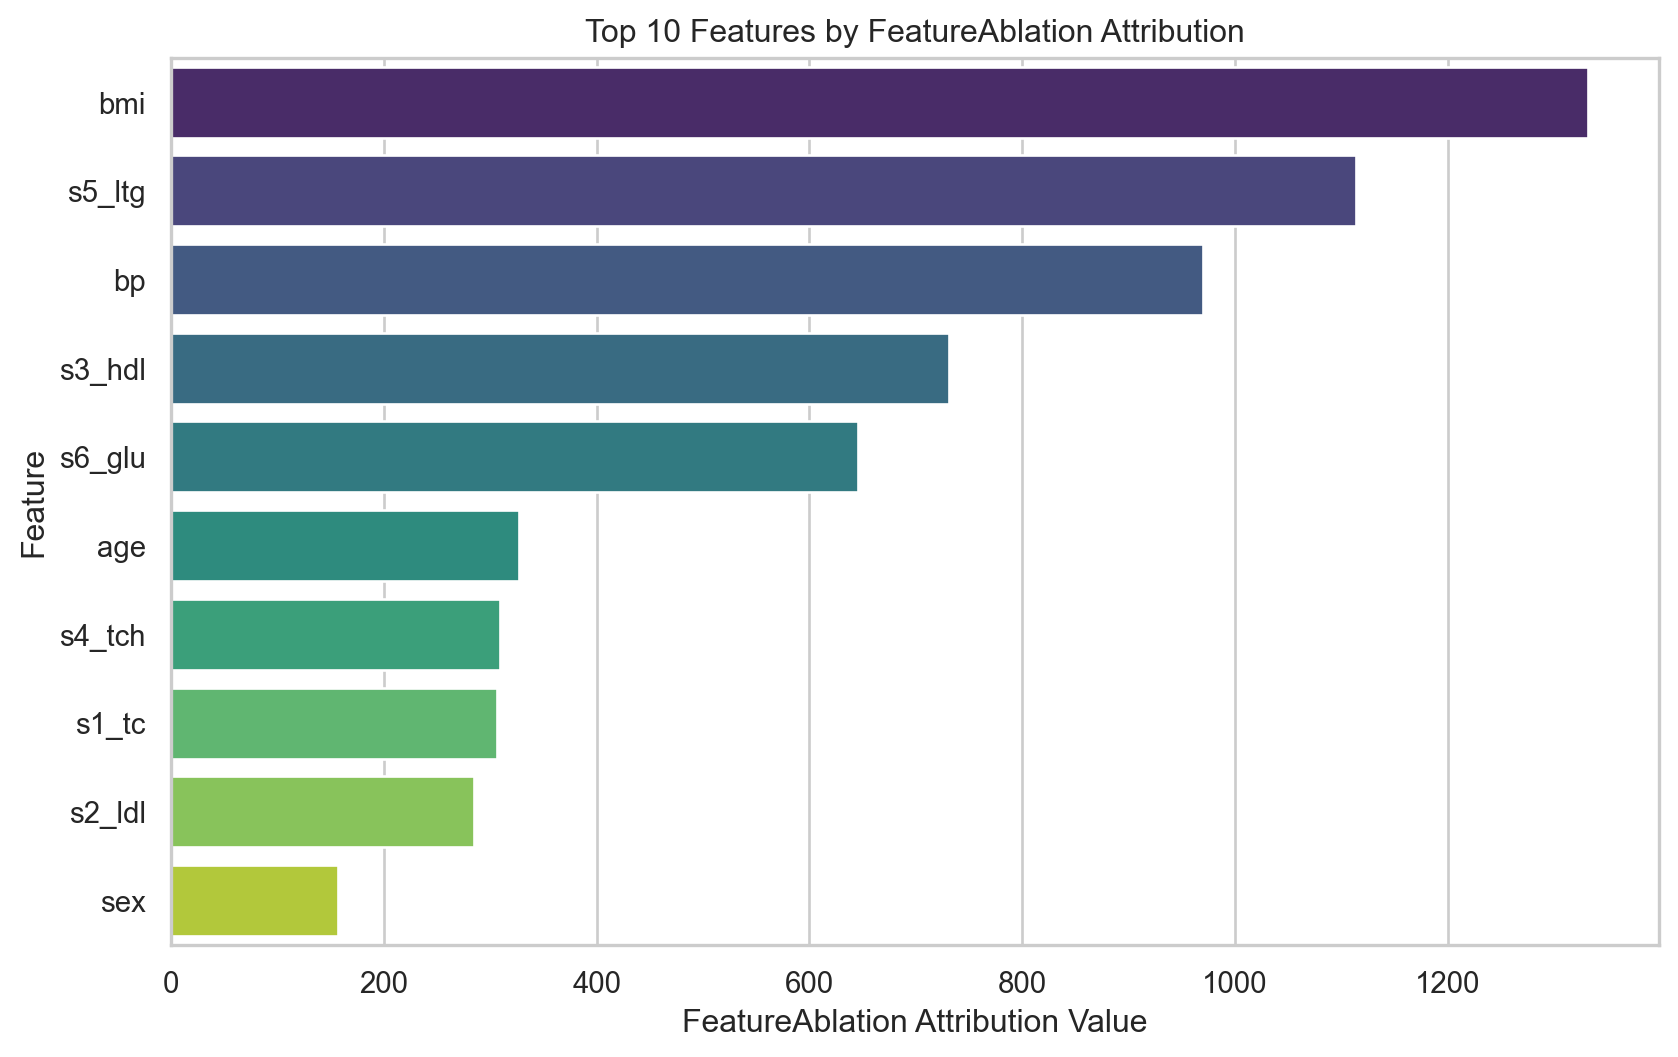 Top 10 Features by FeatureAblation Attribution
bmi
s5_ltg
bp
s3_hdl
s6_glu
age
s4_tch
s1_tc
s2_ldl
sex
Feature
0 200 400 600 800 1000 1200
FeatureAblation Attribution Value